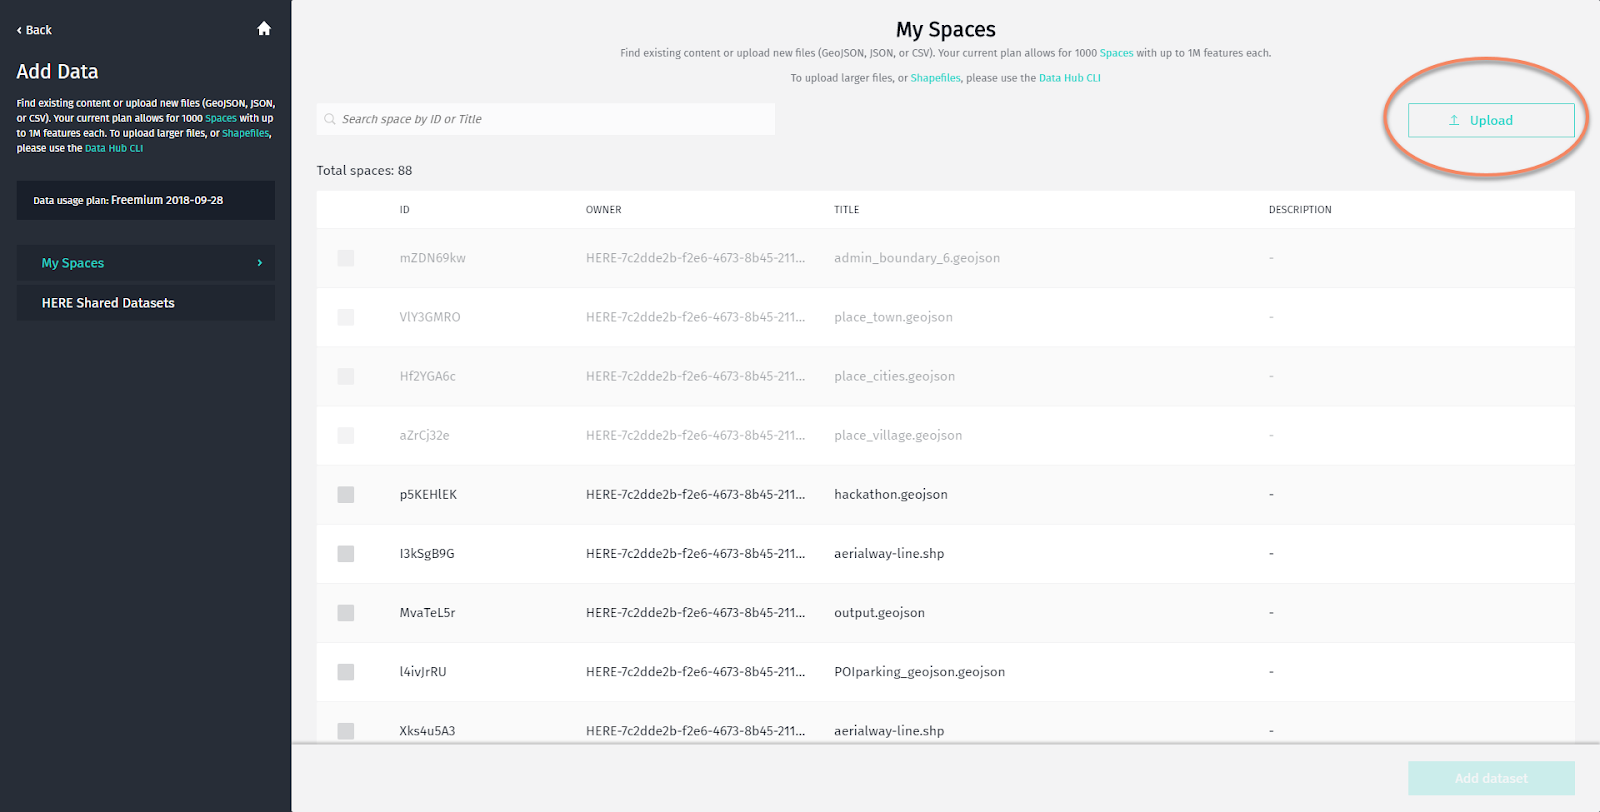 ‹ Back
Add Data
Find existing content or upload new files (GeoJSON, JSON,
or CSV). Your current plan allows for 1000 Spaces with up
to 1M features each. To upload larger files, or Shapefiles,
please use the Data Hub CLI
Data usage plan: Freemium 2018-09-28
My Spaces ›
HERE Shared Datasets
My Spaces
Find existing content or upload new files (GeoJSON, JSON, or CSV). Your current plan allows for 1000 Spaces with up to 1M features each.
To upload larger files, or Shapefiles, please use the Data Hub CLI
Search space by ID or Title
Upload
Total spaces: 88
ID OWNER TITLE DESCRIPTION
mZDN69kw HERE-7c2dde2b-f2e6-4673-8b45-211... admin_boundary_6.geojson -
VlY3GMRO HERE-7c2dde2b-f2e6-4673-8b45-211... place_town.geojson -
Hf2YGA6c HERE-7c2dde2b-f2e6-4673-8b45-211... place_cities.geojson -
aZrCj32e HERE-7c2dde2b-f2e6-4673-8b45-211... place_village.geojson -
p5KEHlEK HERE-7c2dde2b-f2e6-4673-8b45-211... hackathon.geojson -
I3kSgB9G HERE-7c2dde2b-f2e6-4673-8b45-211... aerialway-line.shp -
MvaTeL5r HERE-7c2dde2b-f2e6-4673-8b45-211... output.geojson -
l4ivJrRU HERE-7c2dde2b-f2e6-4673-8b45-211... POIparking_geojson.geojson -
Xks4u5A3 HERE-7c2dde2b-f2e6-4673-8b45-211... aerialway-line.shp -
Add dataset